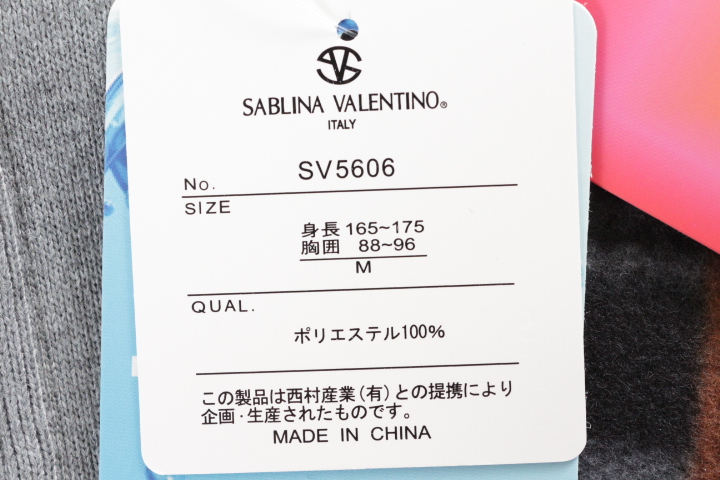 SV
SABLINA VALENTINO®
ITALY
No. SV5606
SIZE
身長 165~175
胸囲 88~96
M
QUAL.
ポリエステル100%
この製品は西村産業(有)との提携により
企画・生産されたものです。
MADE IN CHINA